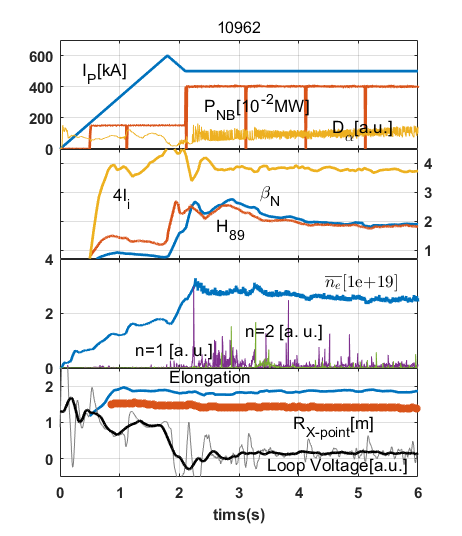 10962
I_P[kA]
P_NB[10^-2MW]
D_α[a.u.]
600
400
200
0
4l_i
β_N
H_89
4
3
2
1
n̅_e[1e+19]
n=1 [a. u.]
n=2 [a. u.]
4
2
0
Elongation
R_X-point[m]
Loop Voltage[a.u.]
2
1
0
0 1 2 3 4 5 6
tims(s)